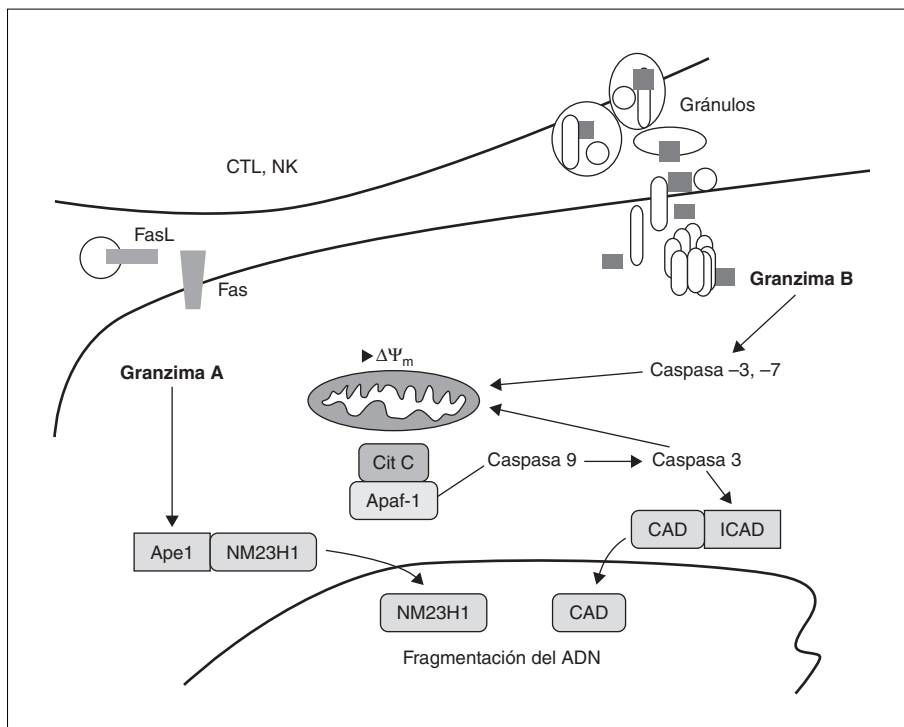 Gránulos
CTL, NK
FasL
Fas
Granzima B
Granzima A
ΔΨm
Caspasa –3, –7
Cit C
Caspasa 9
Caspasa 3
Apaf-1
CAD
ICAD
Ape1
NM23H1
NM23H1
CAD
Fragmentación del ADN